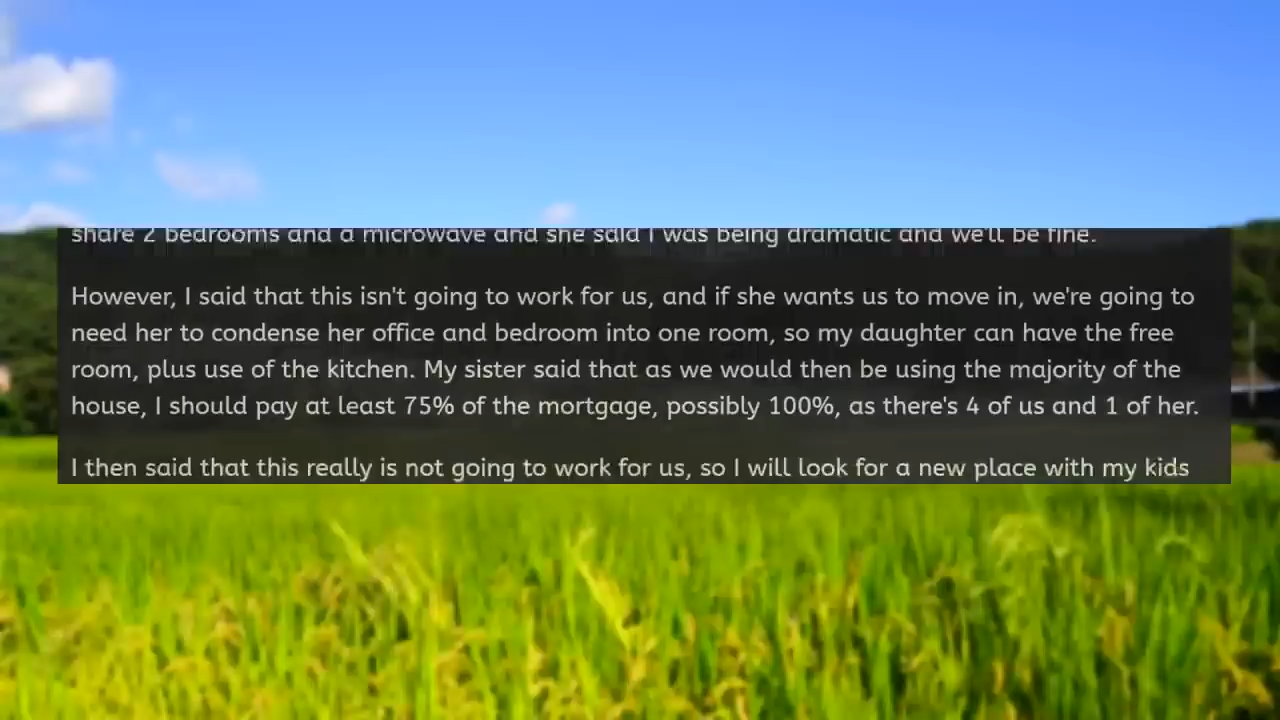 share 2 bedrooms and a microwave and she said I was being dramatic and we'll be fine.
However, I said that this isn't going to work for us, and if she wants us to move in, we're going to
need her to condense her office and bedroom into one room, so my daughter can have the free
room, plus use of the kitchen. My sister said that as we would then be using the majority of the
house, I should pay at least 75% of the mortgage, possibly 100%, as there's 4 of us and 1 of her.
I then said that this really is not going to work for us, so I will look for a new place with my kids